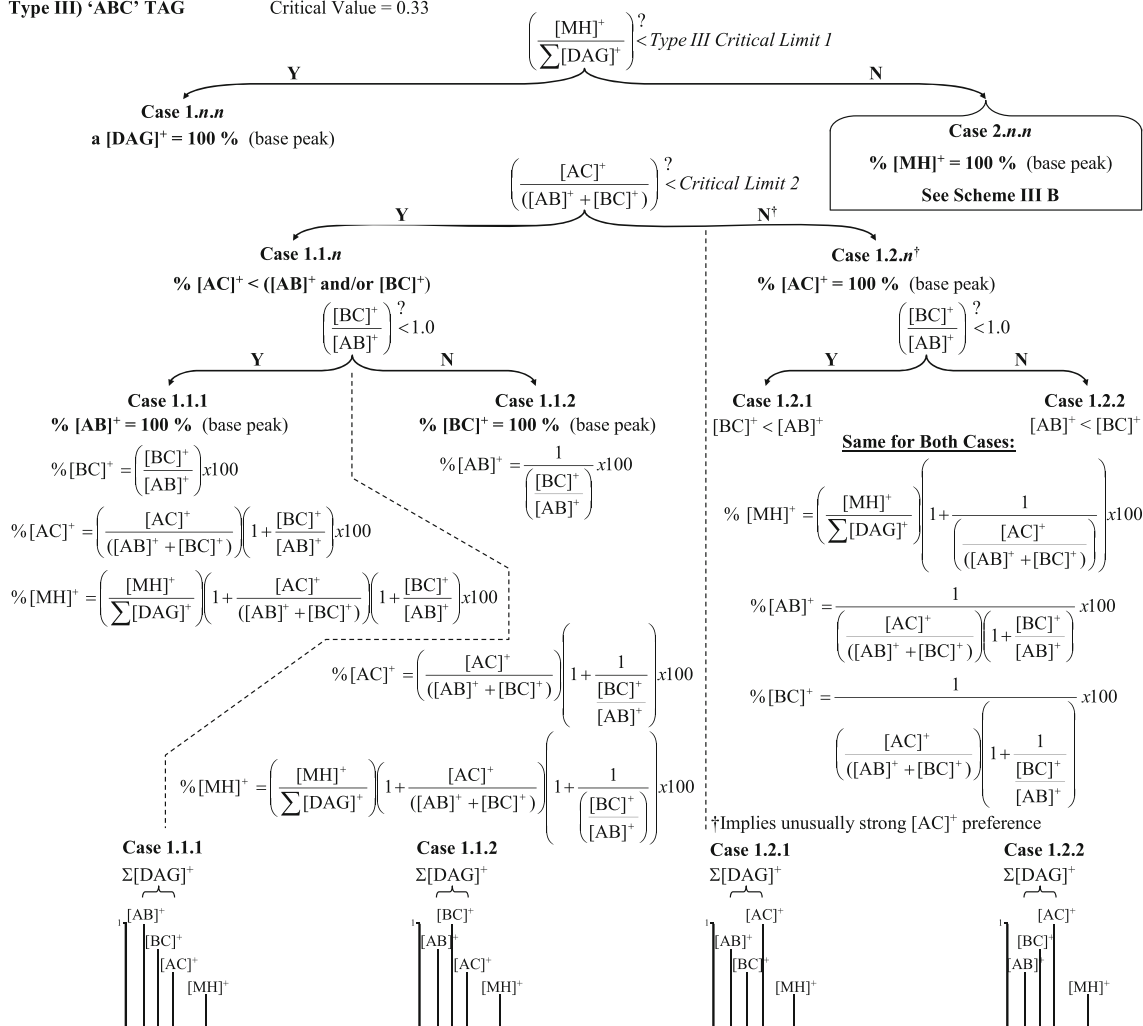 Type III) ‘ABC’ TAG Critical Value = 0.33
([MH]⁺ / ∑[DAG]⁺) ?< Type III Critical Limit 1
Y N
Case 1.n.n
a [DAG]⁺ = 100 % (base peak)
Case 2.n.n
% [MH]⁺ = 100 % (base peak)
See Scheme III B
([AC]⁺ / ([AB]⁺ + [BC]⁺)) ?< Critical Limit 2
Y N†
Case 1.1.n
% [AC]⁺ < ([AB]⁺ and/or [BC]⁺)
Case 1.2.n†
% [AC]⁺ = 100 % (base peak)
([BC]⁺ / [AB]⁺) ?< 1.0
Y N
([BC]⁺ / [AB]⁺) ?< 1.0
Y N
Case 1.1.1
% [AB]⁺ = 100 % (base peak)
%[BC]⁺ = ([BC]⁺ / [AB]⁺) x100
%[AC]⁺ = ([AC]⁺ / ([AB]⁺ + [BC]⁺)) (1 + [BC]⁺ / [AB]⁺) x100
%[MH]⁺ = ([MH]⁺ / ∑[DAG]⁺) (1 + [AC]⁺ / ([AB]⁺ + [BC]⁺)) (1 + [BC]⁺ / [AB]⁺) x100
Case 1.1.2
% [BC]⁺ = 100 % (base peak)
%[AB]⁺ = 1 / ([BC]⁺ / [AB]⁺) x100
%[AC]⁺ = ([AC]⁺ / ([AB]⁺ + [BC]⁺)) (1 + 1 / ([BC]⁺ / [AB]⁺)) x100
%[MH]⁺ = ([MH]⁺ / ∑[DAG]⁺) (1 + [AC]⁺ / ([AB]⁺ + [BC]⁺)) (1 + 1 / ([BC]⁺ / [AB]⁺)) x100
Case 1.2.1
[BC]⁺ < [AB]⁺
Case 1.2.2
[AB]⁺ < [BC]⁺
Same for Both Cases:
% [MH]⁺ = ([MH]⁺ / ∑[DAG]⁺) (1 + 1 / ([AC]⁺ / ([AB]⁺ + [BC]⁺))) x100
%[AB]⁺ = 1 / (([AC]⁺ / ([AB]⁺ + [BC]⁺)) (1 + [BC]⁺ / [AB]⁺)) x100
%[BC]⁺ = 1 / (([AC]⁺ / ([AB]⁺ + [BC]⁺)) (1 + 1 / ([BC]⁺ / [AB]⁺))) x100
†Implies unusually strong [AC]⁺ preference
Case 1.1.1
Σ[DAG]⁺
1
[AB]⁺
[BC]⁺
[AC]⁺
[MH]⁺
Case 1.1.2
Σ[DAG]⁺
1
[BC]⁺
[AB]⁺
[AC]⁺
[MH]⁺
Case 1.2.1
Σ[DAG]⁺
1
[AC]⁺
[AB]⁺
[BC]⁺
[MH]⁺
Case 1.2.2
Σ[DAG]⁺
1
[AC]⁺
[BC]⁺
[AB]⁺
[MH]⁺